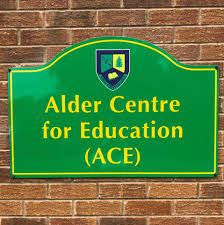 Alder Centre
for Education
(ACE)